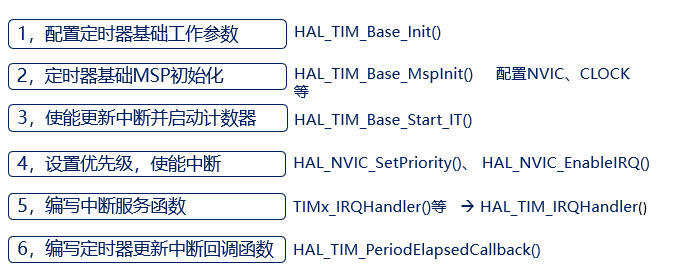 1，配置定时器基础工作参数 HAL_TIM_Base_Init()
2，定时器基础MSP初始化 HAL_TIM_Base_MspInit() 配置NVIC、CLOCK
等
3，使能更新中断并启动计数器 HAL_TIM_Base_Start_IT()
4，设置优先级，使能中断 HAL_NVIC_SetPriority()、 HAL_NVIC_EnableIRQ()
5，编写中断服务函数 TIMx_IRQHandler()等 → HAL_TIM_IRQHandler()
6，编写定时器更新中断回调函数 HAL_TIM_PeriodElapsedCallback()